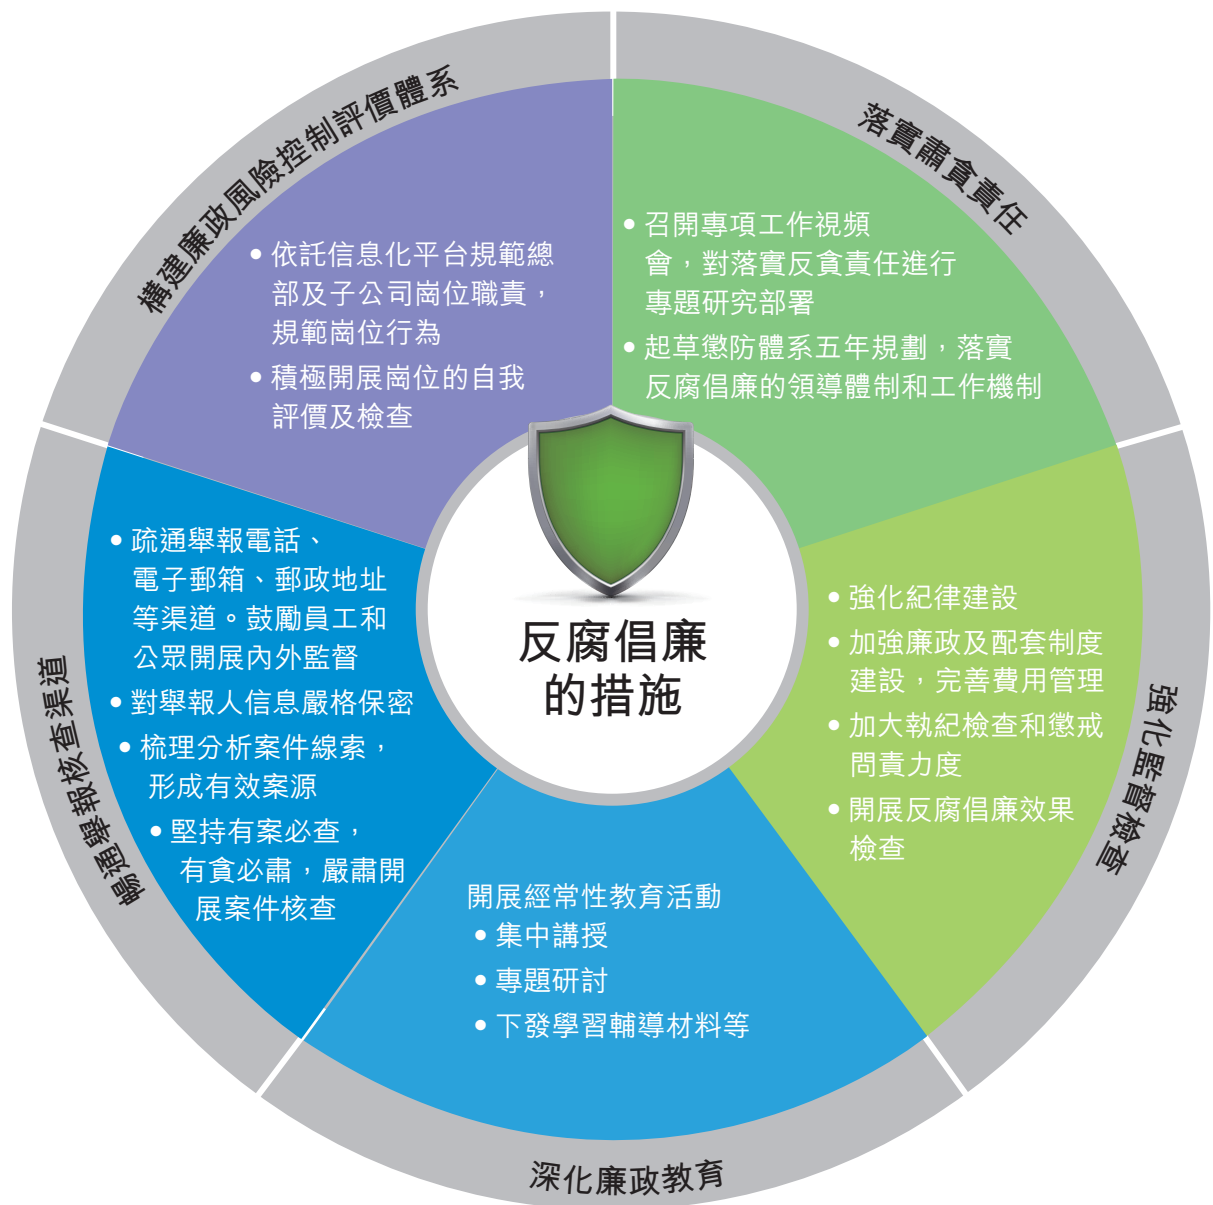 反腐倡廉
的措施
落實肅貪責任
• 召開專項工作視頻
會，對落實反貪責任進行
專題研究部署
• 起草懲防體系五年規劃，落實
反腐倡廉的領導體制和工作機制
強化監督檢查
• 強化紀律建設
• 加強廉政及配套制度
建設，完善費用管理
• 加大執紀檢查和懲戒
問責力度
• 開展反腐倡廉效果
檢查
深化廉政教育
開展經常性教育活動
• 集中講授
• 專題研討
• 下發學習輔導材料等
暢通舉報核查渠道
• 疏通舉報電話、
電子郵箱、郵政地址
等渠道。鼓勵員工和
公眾開展內外監督
• 對舉報人信息嚴格保密
• 梳理分析案件線索，
形成有效案源
• 堅持有案必查，
有貪必肅，嚴肅開
展案件核查
構建廉政風險控制評價體系
• 依託信息化平台規範總
部及子公司崗位職責，
規範崗位行為
• 積極開展崗位的自我
評價及檢查